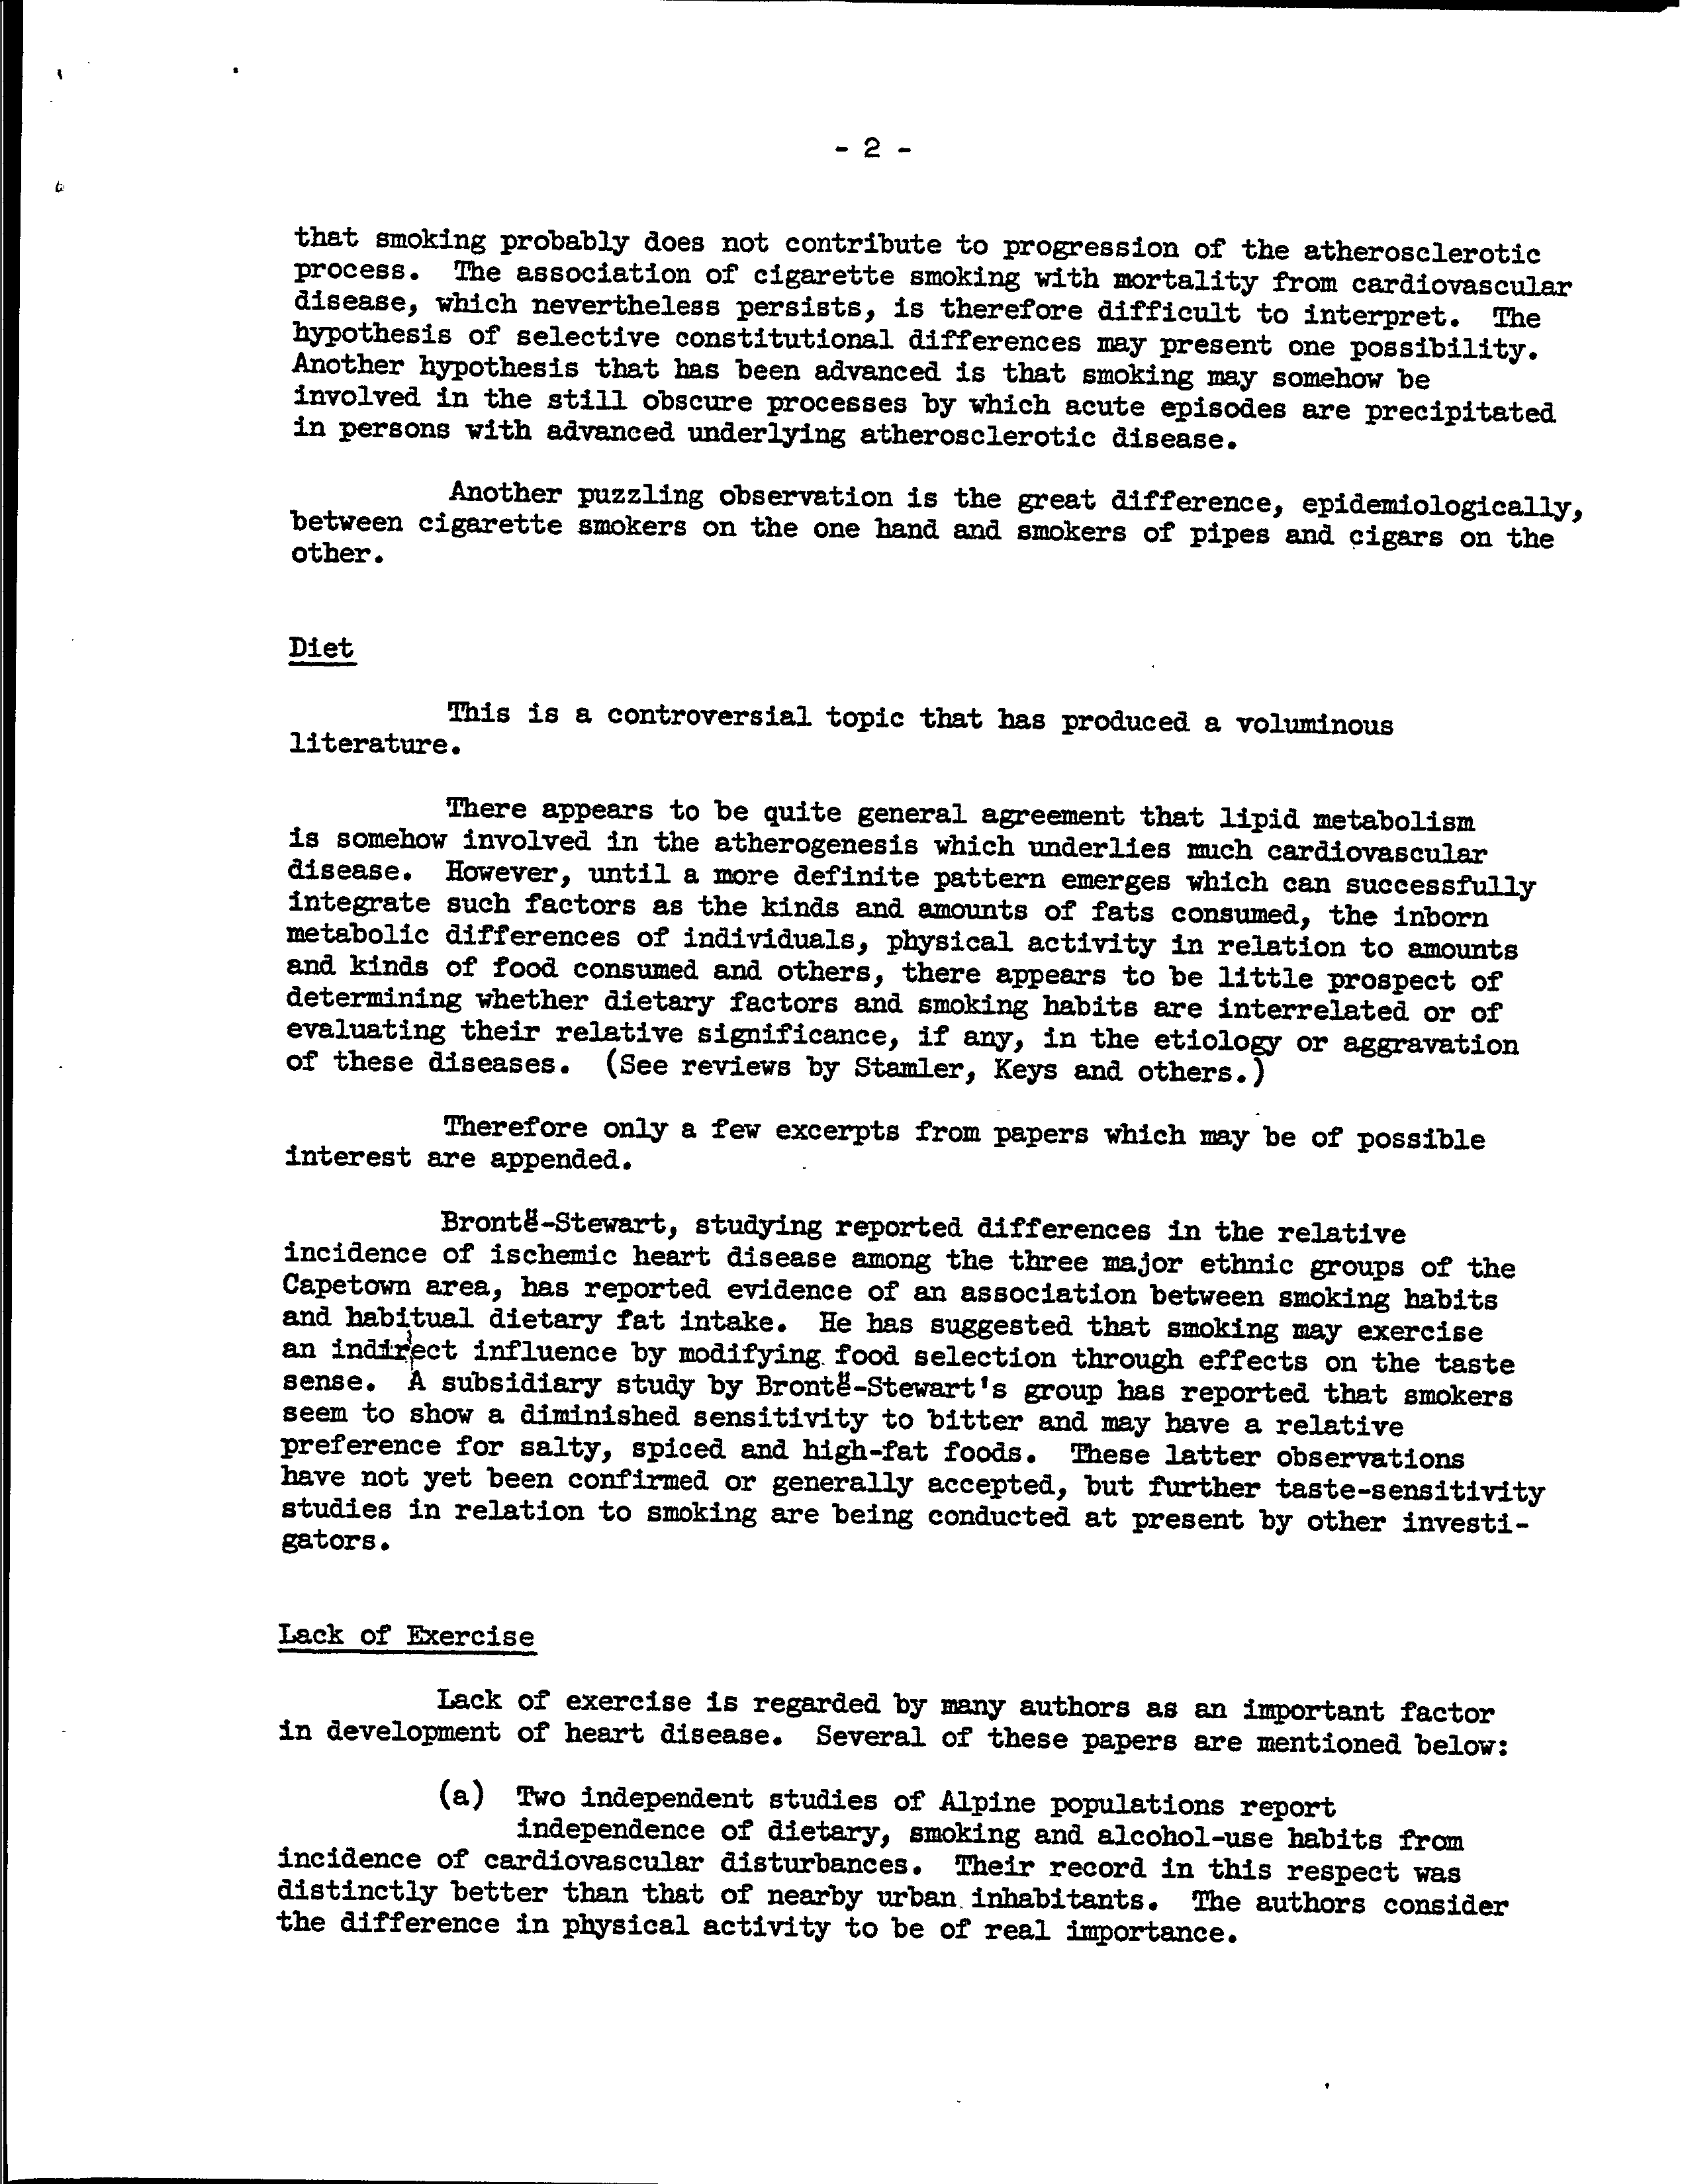 - 2 -
that smoking probably does not contribute to progression of the atherosclerotic
process. The association of cigarette smoking with mortality from cardiovascular
disease, which nevertheless persists, is therefore difficult to interpret. The
hypothesis of selective constitutional differences may present one possibility.
Another hypothesis that has been advanced is that smoking may somehow be
involved in the still obscure processes by which acute episodes are precipitated
in persons with advanced underlying atherosclerotic disease.
Another puzzling observation is the great difference, epidemiologically,
between cigarette smokers on the one hand and smokers of pipes and cigars on the
other.
Diet
This is a controversial topic that has produced a voluminous
literature.
There appears to be quite general agreement that lipid metabolism
is somehow involved in the atherogenesis which underlies much cardiovascular
disease. However, until a more definite pattern emerges which can successfully
integrate such factors as the kinds and amounts of fats consumed, the inborn
metabolic differences of individuals, physical activity in relation to amounts
and kinds of food consumed and others, there appears to be little prospect of
determining whether dietary factors and smoking habits are interrelated or of
evaluating their relative significance, if any, in the etiology or aggravation
of these diseases. (See reviews by Stamler, Keys and others.)
Therefore only a few excerpts from papers which may be of possible
interest are appended.
Brontë-Stewart, studying reported differences in the relative
incidence of ischemic heart disease among the three major ethnic groups of the
Capetown area, has reported evidence of an association between smoking habits
and habitual dietary fat intake. He has suggested that smoking may exercise
an indirect influence by modifying food selection through effects on the taste
sense. A subsidiary study by Brontë-Stewart's group has reported that smokers
seem to show a diminished sensitivity to bitter and may have a relative
preference for salty, spiced and high-fat foods. These latter observations
have not yet been confirmed or generally accepted, but further taste-sensitivity
studies in relation to smoking are being conducted at present by other investi-
gators.
Lack of Exercise
Lack of exercise is regarded by many authors as an important factor
in development of heart disease. Several of these papers are mentioned below:
(a) Two independent studies of Alpine populations report
independence of dietary, smoking and alcohol-use habits from
incidence of cardiovascular disturbances. Their record in this respect was
distinctly better than that of nearby urban inhabitants. The authors consider
the difference in physical activity to be of real importance.